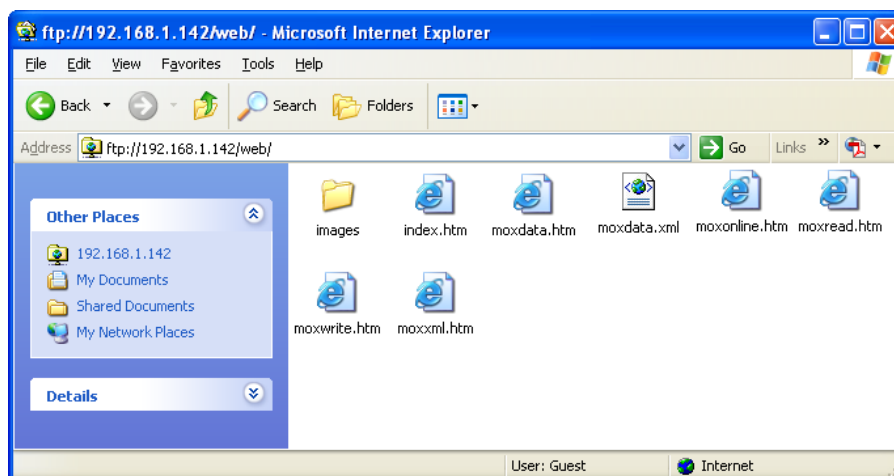 ftp://192.168.1.142/web/ - Microsoft Internet Explorer
File Edit View Favorites Tools Help
Back Search Folders
Address ftp://192.168.1.142/web/ Go Links »
Other Places
192.168.1.142
My Documents
Shared Documents
My Network Places
Details
images index.htm moxdata.htm moxdata.xml moxonline.htm moxread.htm
moxwrite.htm moxxml.htm
User: Guest Internet